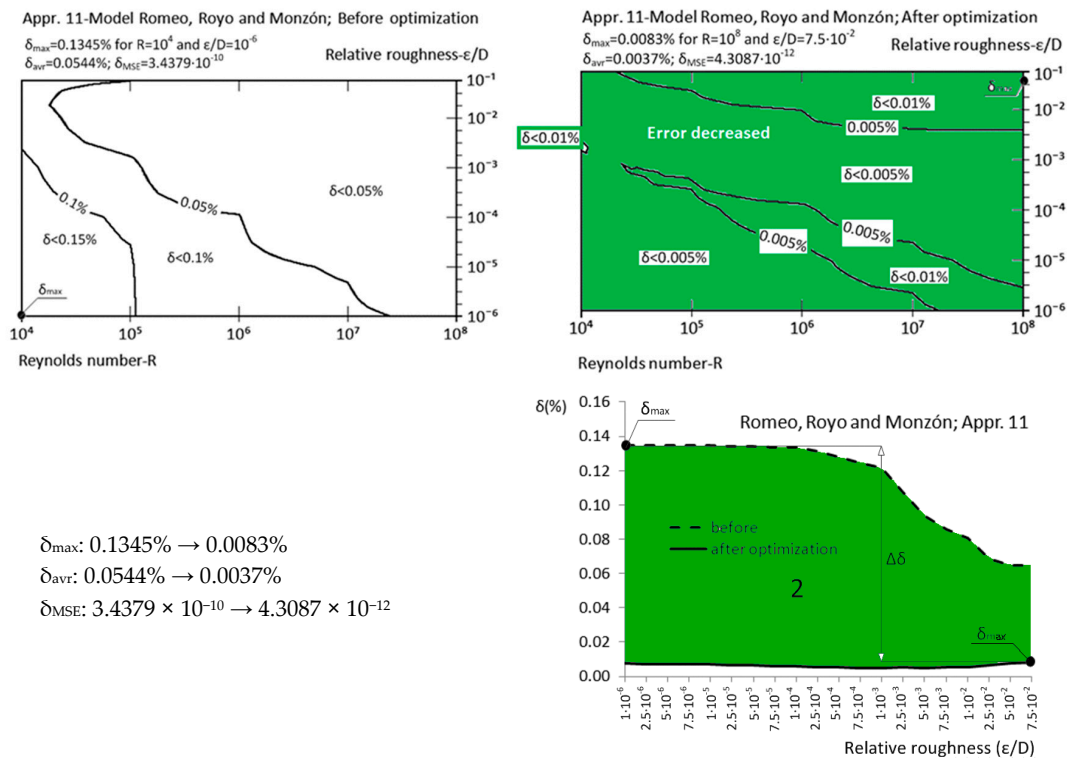 Appr. 11-Model Romeo, Royo and Monzón; Before optimization
δmax=0.1345% for R=10⁴ and ε/D=10⁻⁶
δavr=0.0544%; δMSE=3.4379·10⁻¹⁰
Relative roughness-ε/D
10⁻¹
10⁻²
10⁻³
10⁻⁴
10⁻⁵
10⁻⁶
δ<0.05%
0.1%
0.05%
δ<0.15%
δ<0.1%
δmax
10⁴ 10⁵ 10⁶ 10⁷ 10⁸
Reynolds number-R
Appr. 11-Model Romeo, Royo and Monzón; After optimization
δmax=0.0083% for R=10⁸ and ε/D=7.5·10⁻²
δavr=0.0037%; δMSE=4.3087·10⁻¹²
Relative roughness-ε/D
10⁻¹
10⁻²
10⁻³
10⁻⁴
10⁻⁵
10⁻⁶
δ<0.01%
0.005%
δ<0.01%
Error decreased
δ<0.005%
0.005%
0.005%
δ<0.005%
δ<0.01%
10⁴ 10⁵ 10⁶ 10⁷ 10⁸
Reynolds number-R
δ(%)
0.16
0.14
0.12
0.10
0.08
0.06
0.04
0.02
0.00
δmax
Romeo, Royo and Monzón; Appr. 11
before
after optimization
Δδ
2
δmax
1·10⁻⁶
2.5·10⁻⁶
5·10⁻⁶
7.5·10⁻⁶
1·10⁻⁵
2.5·10⁻⁵
5·10⁻⁵
7.5·10⁻⁵
1·10⁻⁴
2.5·10⁻⁴
5·10⁻⁴
7.5·10⁻⁴
1·10⁻³
2.5·10⁻³
5·10⁻³
7.5·10⁻³
1·10⁻²
2.5·10⁻²
5·10⁻²
7.5·10⁻²
Relative roughness (ε/D)
δmax: 0.1345% → 0.0083%
δavr: 0.0544% → 0.0037%
δMSE: 3.4379 × 10⁻¹⁰ → 4.3087 × 10⁻¹²